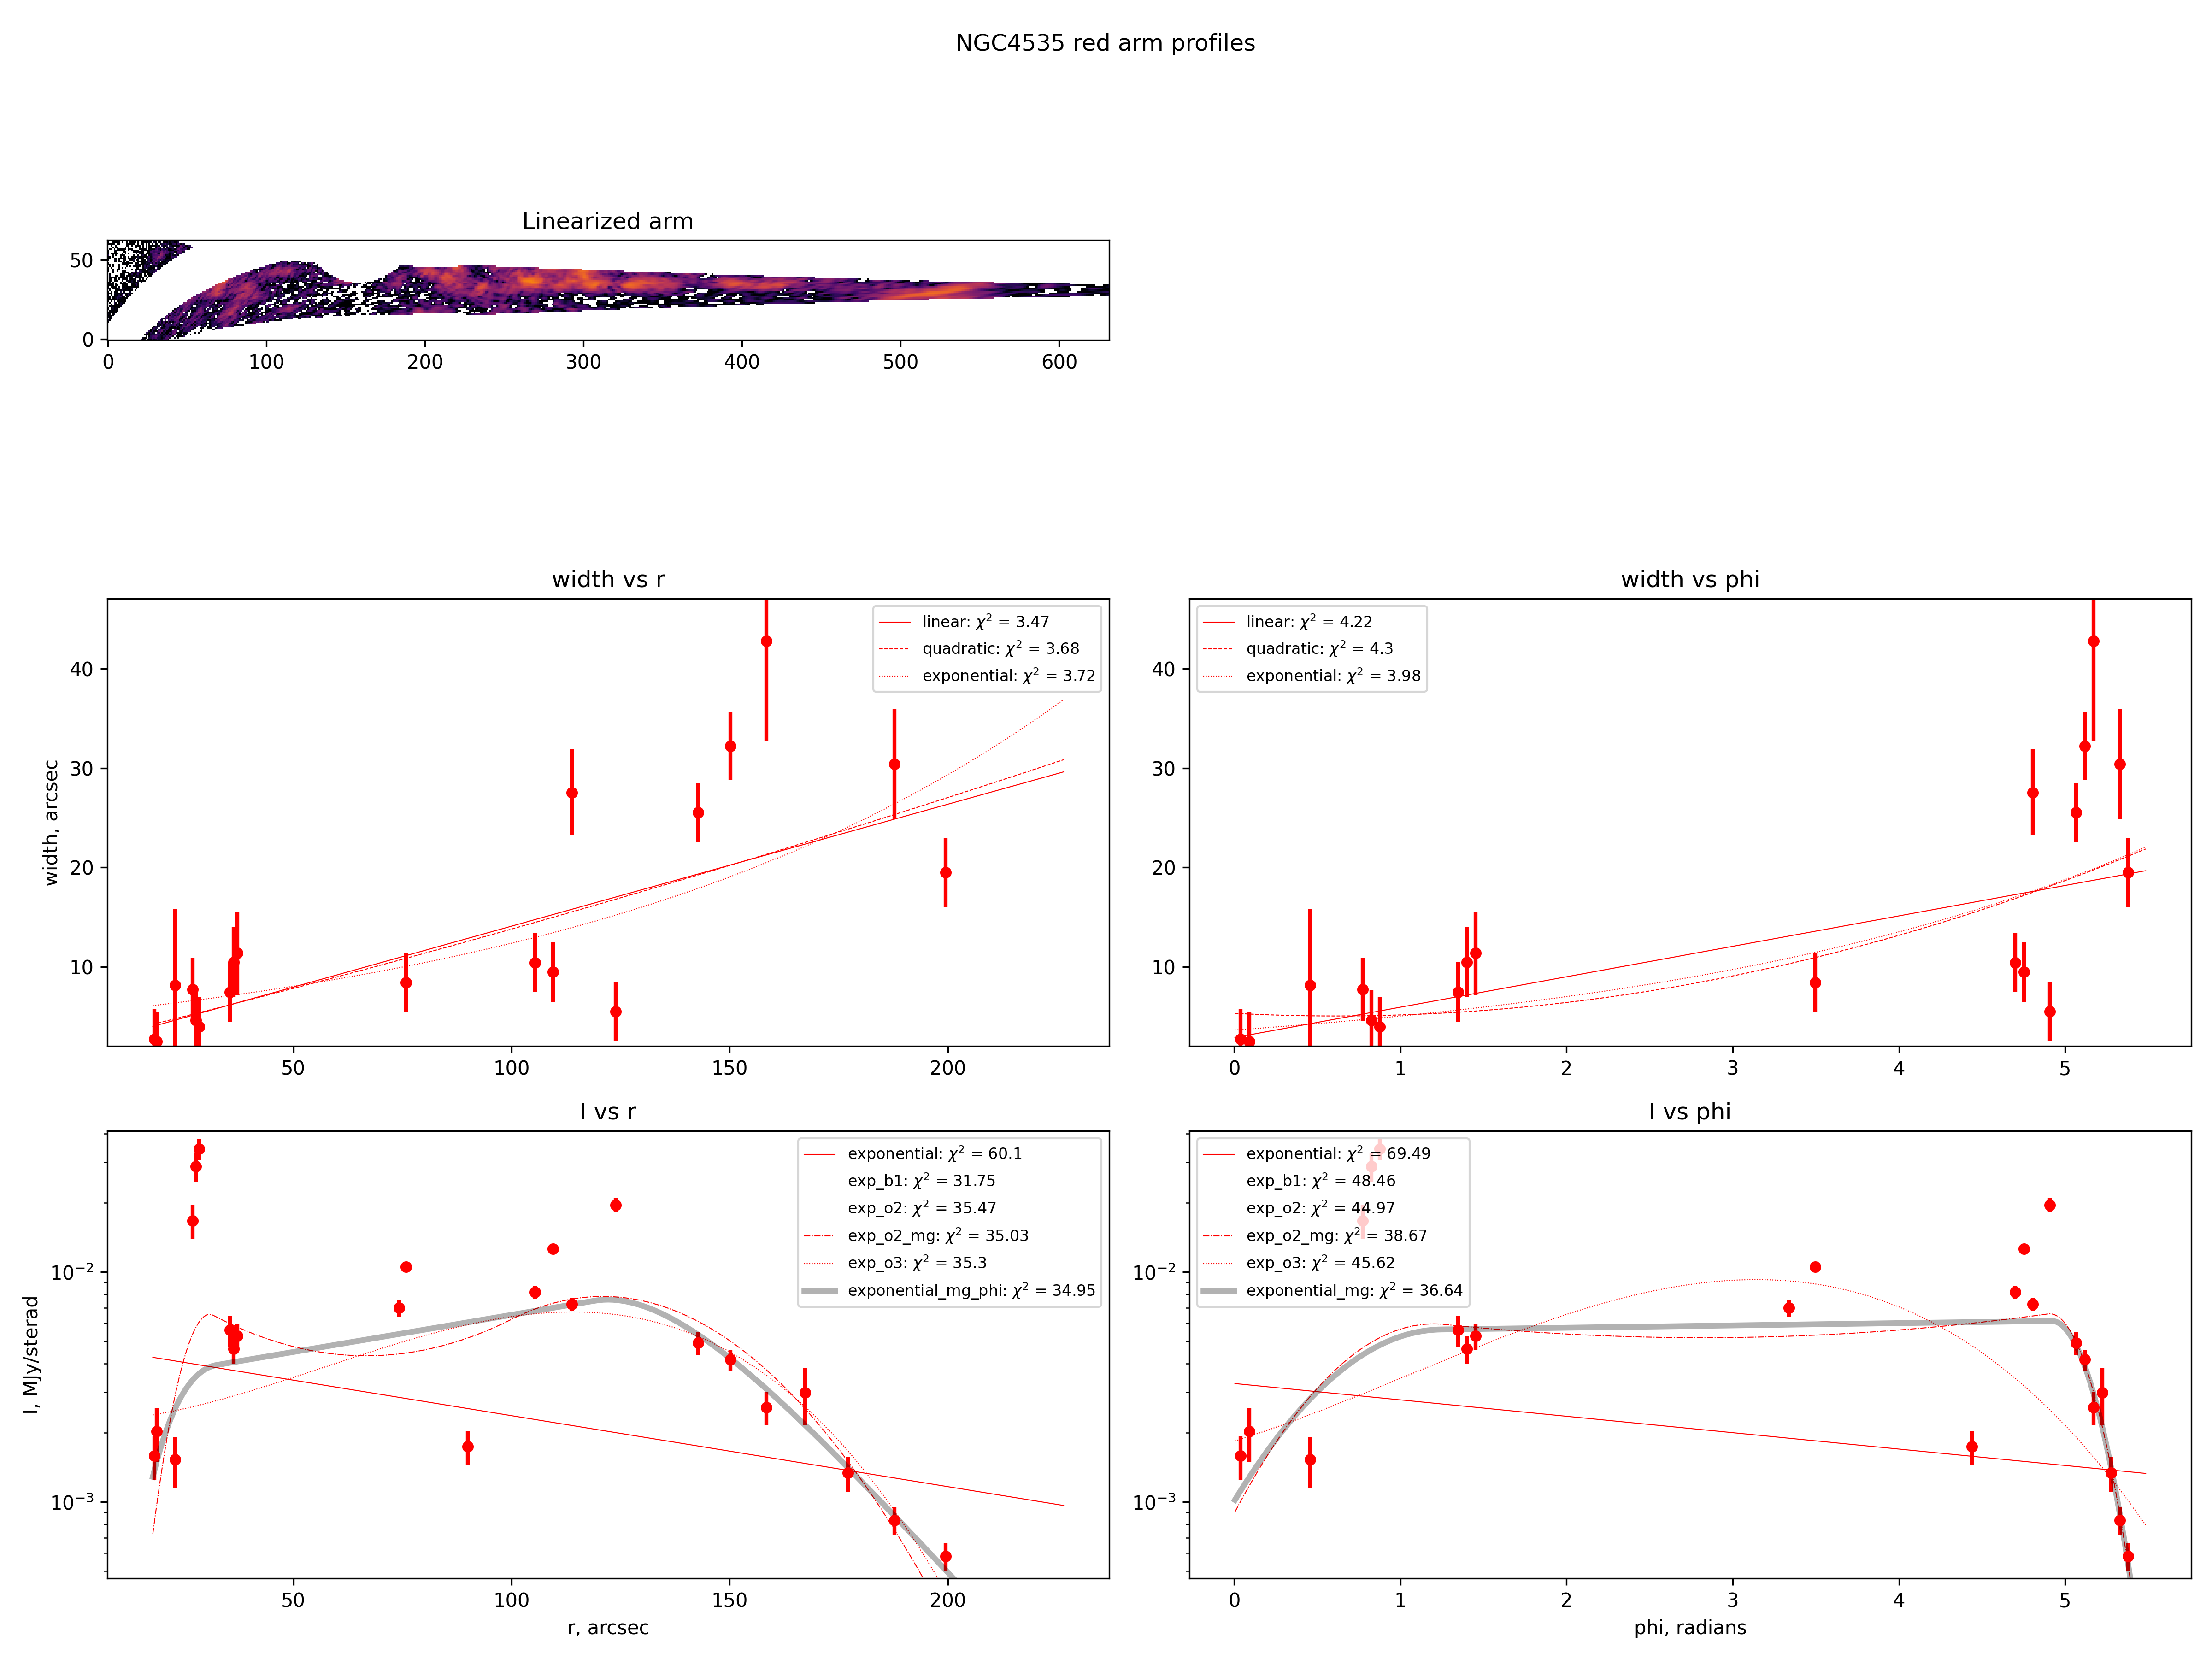 NGC4535 red arm profiles
Linearized arm
50
0
0 100 200 300 400 500 600
width vs r
width, arcsec
40
30
20
10
linear: χ² = 3.47
quadratic: χ² = 3.68
exponential: χ² = 3.72
50 100 150 200
width vs phi
40
30
20
10
linear: χ² = 4.22
quadratic: χ² = 4.3
exponential: χ² = 3.98
0 1 2 3 4 5
I vs r
I, MJy/sterad
10⁻²
10⁻³
exponential: χ² = 60.1
exp_b1: χ² = 31.75
exp_o2: χ² = 35.47
exp_o2_mg: χ² = 35.03
exp_o3: χ² = 35.3
exponential_mg_phi: χ² = 34.95
50 100 150 200
r, arcsec
I vs phi
10⁻²
10⁻³
exponential: χ² = 69.49
exp_b1: χ² = 48.46
exp_o2: χ² = 44.97
exp_o2_mg: χ² = 38.67
exp_o3: χ² = 45.62
exponential_mg: χ² = 36.64
0 1 2 3 4 5
phi, radians